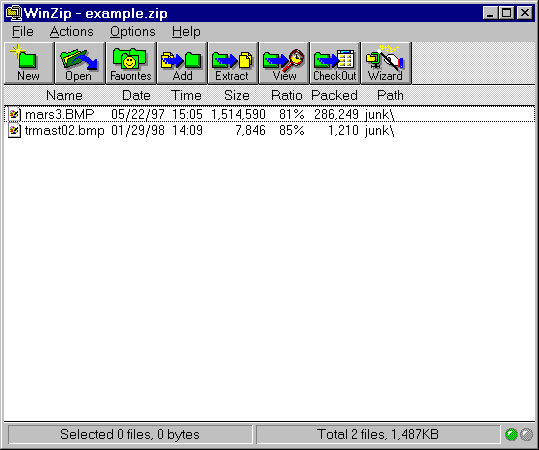 WinZip - example.zip
File Actions Options Help
New Open Favorites Add Extract View CheckOut Wizard
Name Date Time Size Ratio Packed Path
mars3.BMP 05/22/97 15:05 1,514,590 81% 286,249 junk\
trmast02.bmp 01/29/98 14:09 7,846 85% 1,210 junk\
Selected 0 files, 0 bytes Total 2 files, 1,487KB